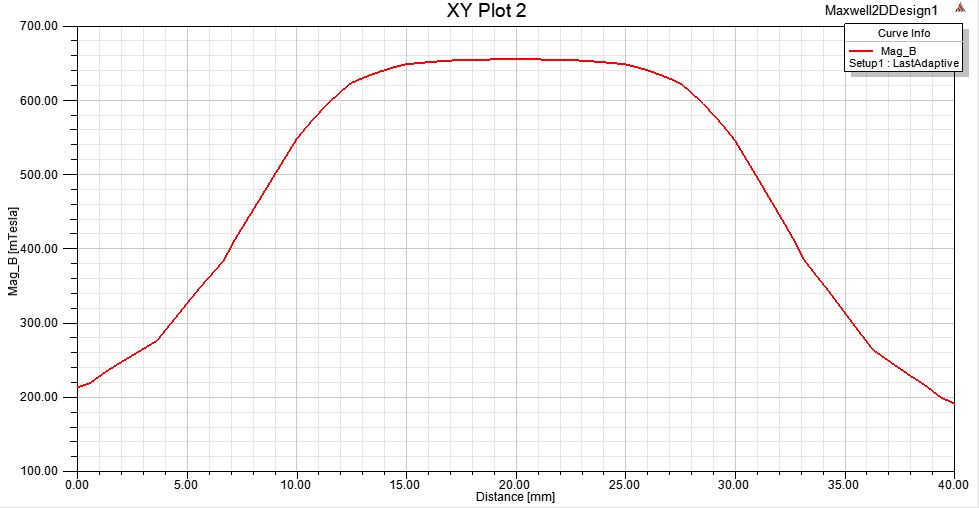 XY Plot 2
Maxwell2DDesign1
Curve Info
Mag_B
Setup1 : LastAdaptive
700.00
600.00
500.00
400.00
300.00
200.00
100.00
Mag_B [mTesla]
0.00 5.00 10.00 15.00 20.00 25.00 30.00 35.00 40.00
Distance [mm]